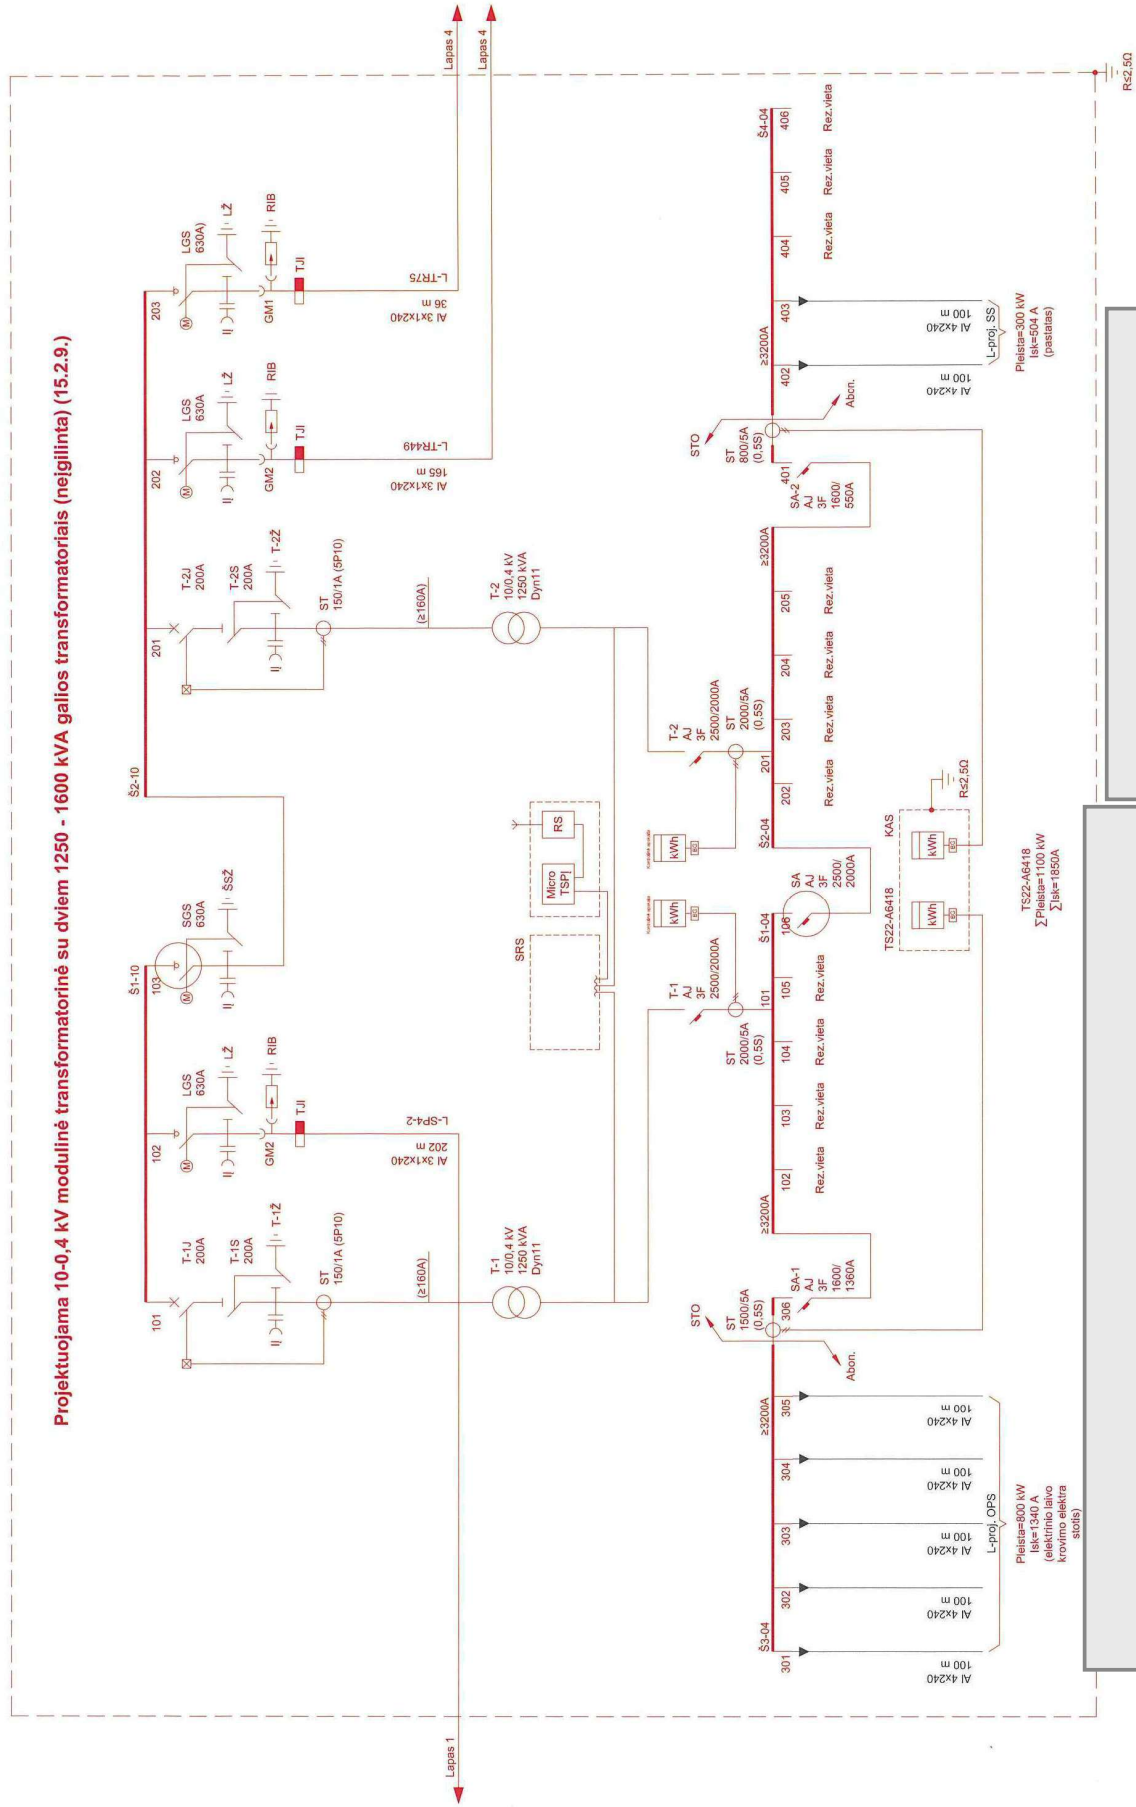 Projektuojama 10-0,4 kV modulinė transformatorinė su dviem 1250 - 1600 kVA galios transformatoriais (neįgilinta) (15.2.9.)
Š1-10
Š2-10
101
102
103
201
202
203
T-1J
200A
T-1S
200A
T-1Ž
ST
150/1A (5P10)
(≥160A)
T-1
10/0,4 kV
1250 kVA
Dyn11
LGS
630A
M
LŽ
RIB
GM2
TJI
L-SP4-2
202 m
Al 3x1x240
Lapas 1
SGS
630A
M
ŠSŽ
T-2J
200A
T-2S
200A
T-2Ž
ST
150/1A (5P10)
(≥160A)
T-2
10/0,4 kV
1250 kVA
Dyn11
LGS
630A
M
LŽ
RIB
GM2
TJI
L-TR449
165 m
Al 3x1x240
Lapas 4
LGS
630A)
M
LŽ
RIB
GM1
TJI
L-TR75
36 m
Al 3x1x240
Lapas 4
SRS
Micro
TSPĮ
RS
kWh
kWh
T-1
AJ
3F
2500/2000A
ST
2000/5A
(0,5S)
T-2
AJ
3F
2500/2000A
ST
2000/5A
(0,5S)
Š3-04
≥3200A
301
302
303
304
305
306
Al 4x240
100 m
Al 4x240
100 m
Al 4x240
100 m
Al 4x240
100 m
Al 4x240
100 m
L-proj. OPS
Pleista=800 kW
Isk=1340 A
(elektrinio laivo
krovimo elektra
stotis)
STO
Abon.
ST
1500/5A
(0,5S)
SA-1
AJ
3F
1600/
1360A
≥3200A
Š1-04
102
103
104
101
105
106
Rez.vieta
Rez.vieta
Rez.vieta
Rez.vieta
SA
AJ
3F
2500/
2000A
Š2-04
≥3200A
202
201
203
204
205
Rez.vieta
Rez.vieta
Rez.vieta
Rez.vieta
SA-2
AJ
3F
1600/
550A
401
STO
Abon.
ST
800/5A
(0,5S)
≥3200A
Š4-04
402
403
404
405
406
Al 4x240
100 m
Al 4x240
100 m
L-proj. SS
Pleista=300 kW
Isk=504 A
(pastatas)
Rez.vieta
Rez.vieta
Rez.vieta
TS22-A6418
KAS
kWh
kWh
R≤2,5Ω
TS22-A6418
∑Pleista=1100 kW
∑Isk=1850A
R≤2,5Ω